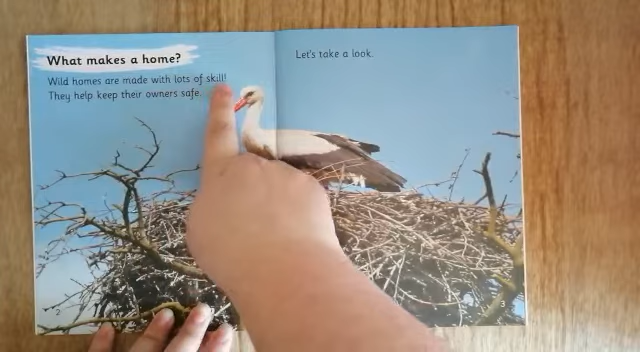 What makes a home?
Wild homes are made with lots of skill!
They help keep their owners safe.
Let's take a look.
2
3